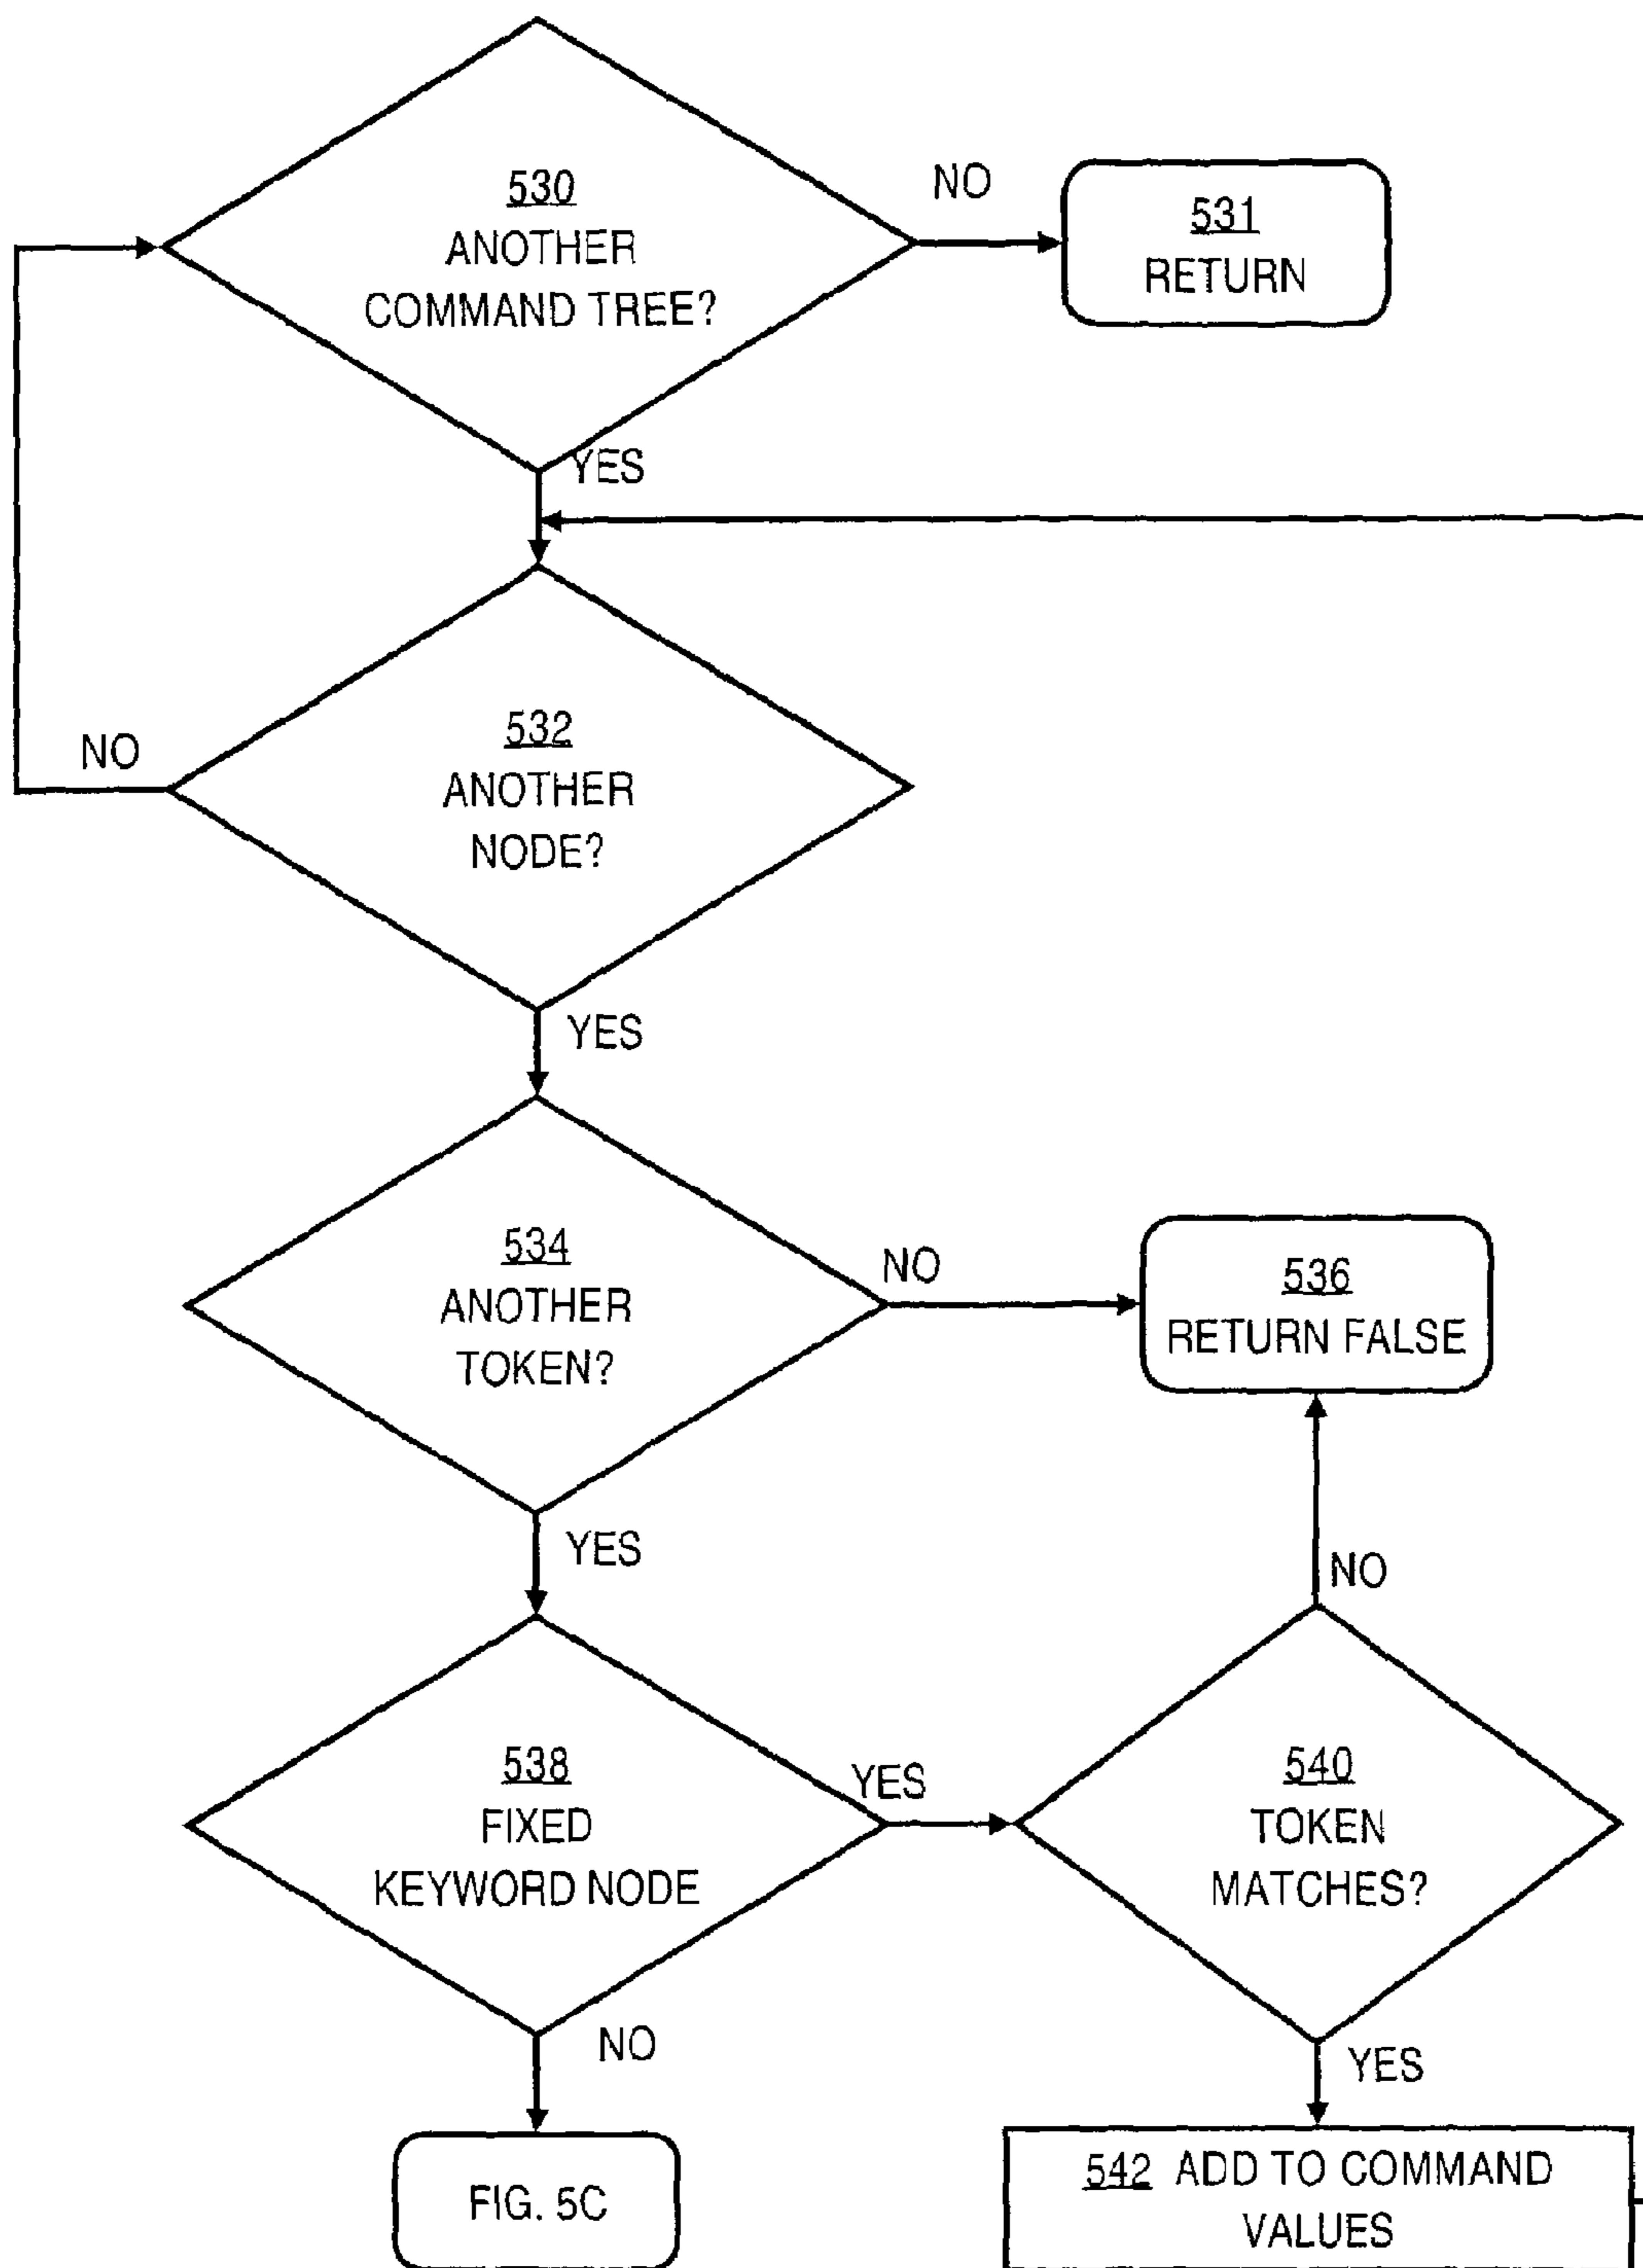 530
ANOTHER
COMMAND TREE?
NO
531
RETURN
YES
532
ANOTHER
NODE?
NO
YES
534
ANOTHER
TOKEN?
NO
536
RETURN FALSE
YES
NO
538
FIXED
KEYWORD NODE
YES
540
TOKEN
MATCHES?
NO
YES
FIG. 5C
542 ADD TO COMMAND
VALUES